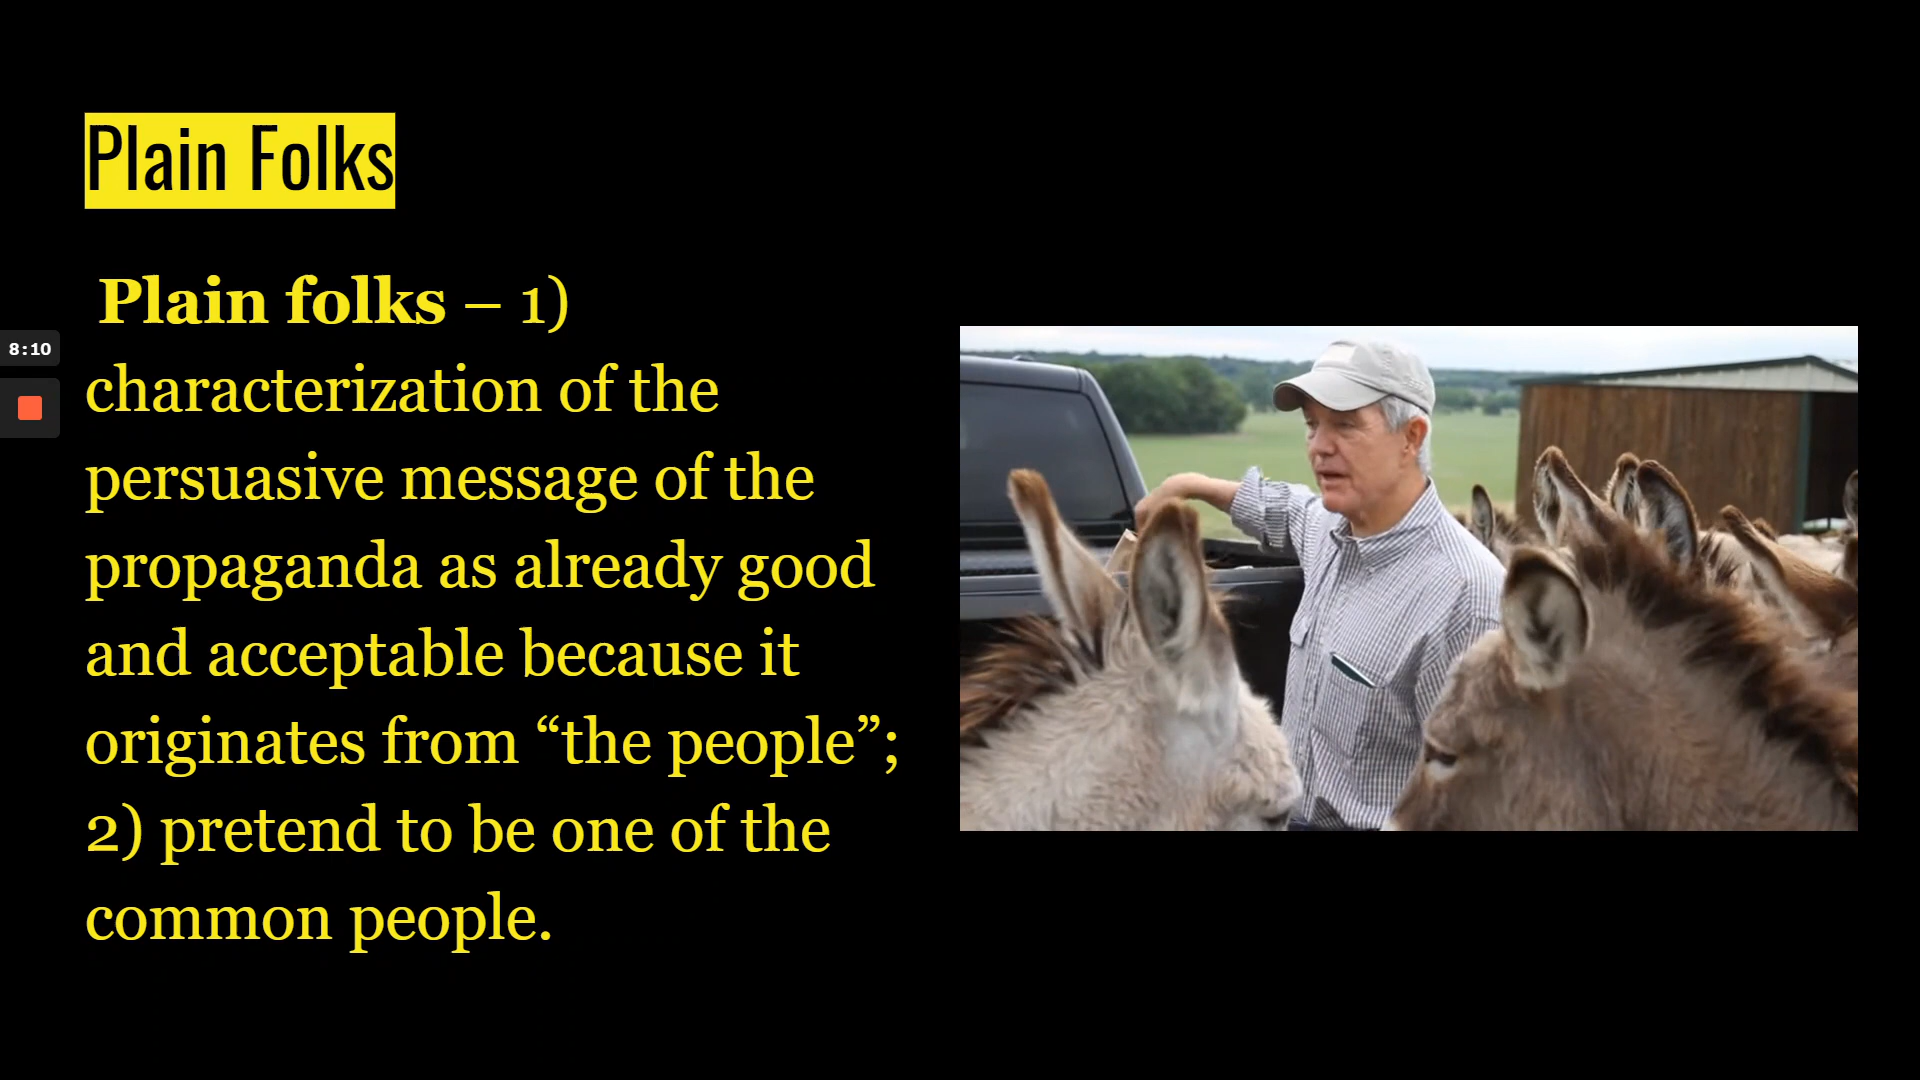 Plain Folks
Plain folks – 1)
characterization of the
persuasive message of the
propaganda as already good
and acceptable because it
originates from “the people”;
2) pretend to be one of the
common people.
8:10